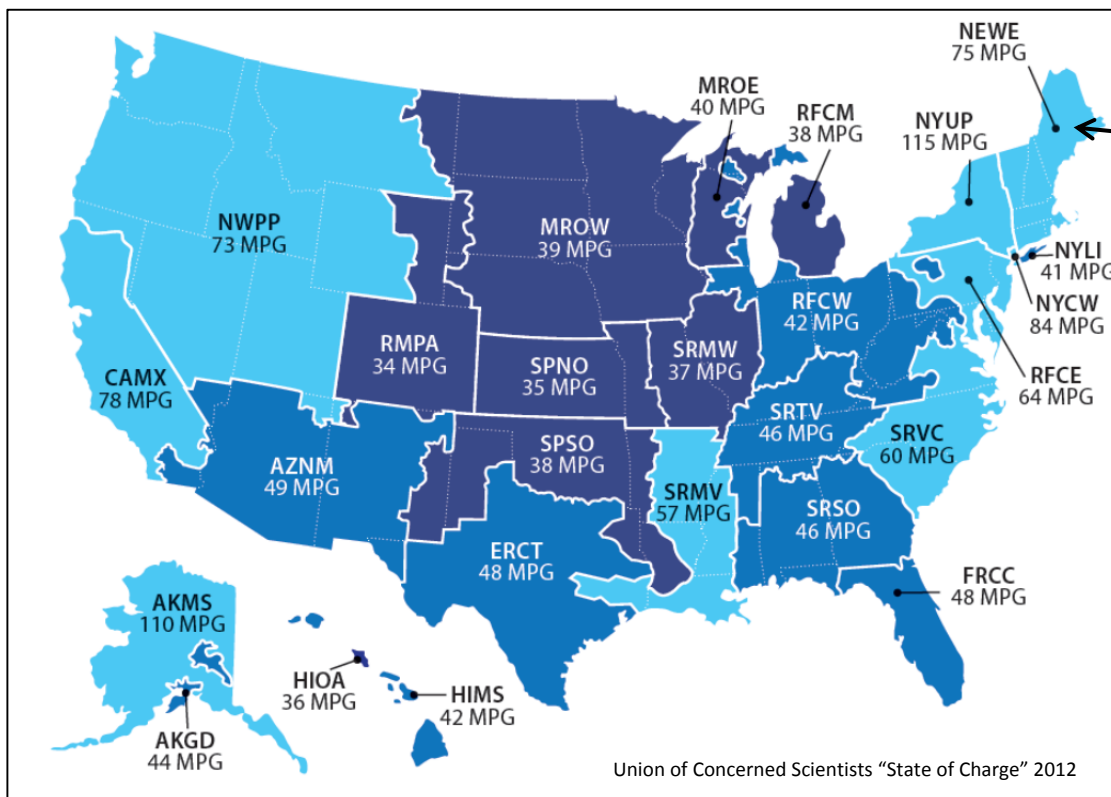 NEWE
75 MPG
MROE
40 MPG
RFCM
38 MPG
NYUP
115 MPG
NWPP
73 MPG
MROW
39 MPG
NYLI
41 MPG
NYCW
84 MPG
RFCW
42 MPG
RMPA
34 MPG
SPNO
35 MPG
SRMW
37 MPG
CAMX
78 MPG
RFCE
64 MPG
SRTV
46 MPG
SRVC
60 MPG
SPSO
38 MPG
AZNM
49 MPG
SRMV
57 MPG
SRSO
46 MPG
ERCT
48 MPG
FRCC
48 MPG
AKMS
110 MPG
HIOA
36 MPG
HIMS
42 MPG
AKGD
44 MPG
Union of Concerned Scientists “State of Charge” 2012